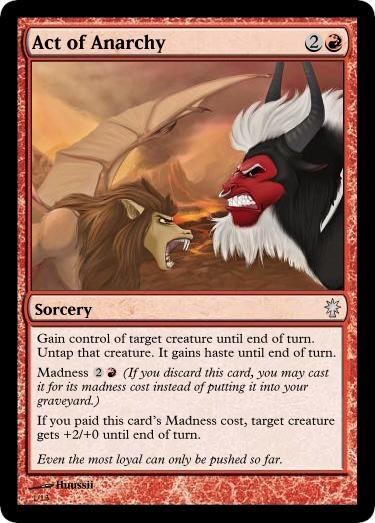 Act of Anarchy 2
Sorcery
Gain control of target creature until end of turn.
Untap that creature. It gains haste until end of turn.
Madness 2 (If you discard this card, you may cast
it for its madness cost instead of putting it into your
graveyard.)
If you paid this card's Madness cost, target creature
gets +2/+0 until end of turn.
Even the most loyal can only be pushed so far.
Huussii